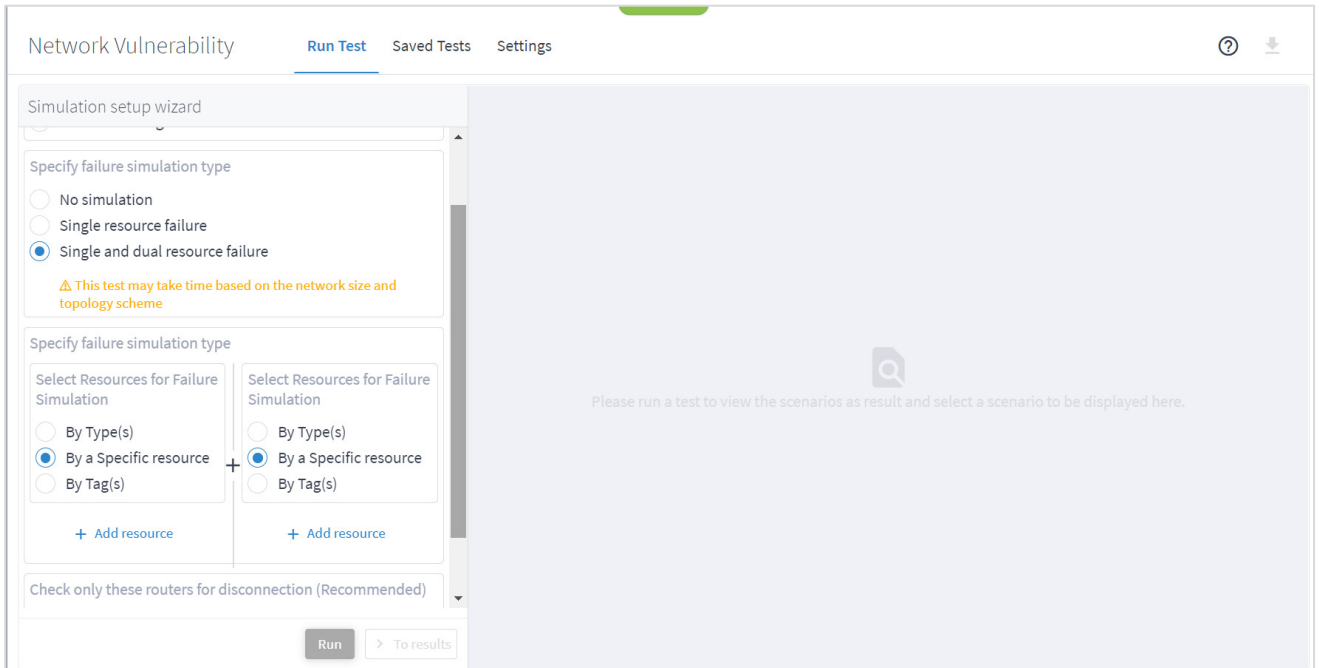 Network Vulnerability
Run Test
Saved Tests
Settings
Simulation setup wizard
Specify failure simulation type
No simulation
Single resource failure
Single and dual resource failure
This test may take time based on the network size and
topology scheme
Specify failure simulation type
Select Resources for Failure
Simulation
By Type(s)
By a Specific resource
By Tag(s)
+ Add resource
+
Select Resources for Failure
Simulation
By Type(s)
By a Specific resource
By Tag(s)
+ Add resource
Check only these routers for disconnection (Recommended)
Run
> To results
Please run a test to view the scenarios as result and select a scenario to be displayed here.